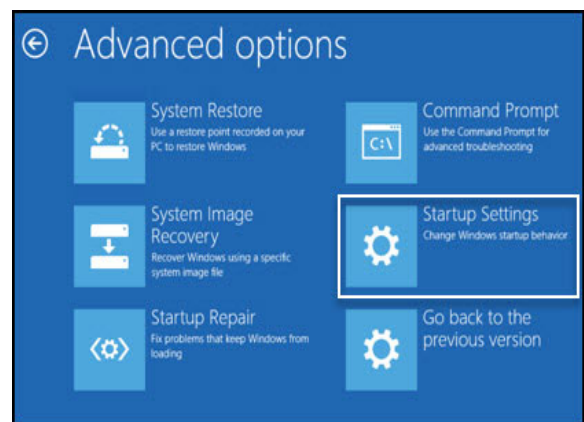 Advanced options
System Restore
Use a restore point recorded on your
PC to restore Windows
Command Prompt
Use the Command Prompt for
advanced troubleshooting
C:\
System Image
Recovery
Recover Windows using a specific
system image file
Startup Settings
Change Windows startup behavior
Startup Repair
Fix problems that keep Windows from
loading
Go back to the
previous version